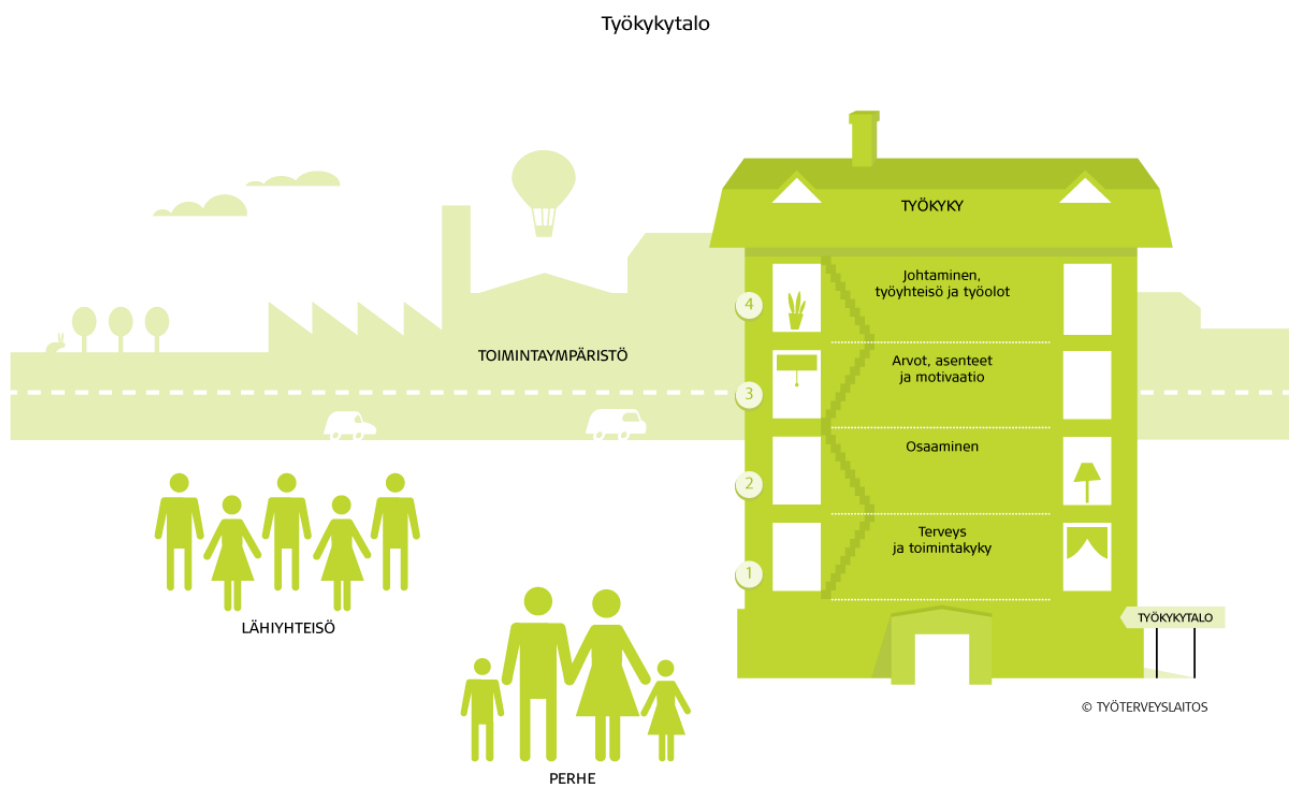 Työkykytalo
TYÖKYKY
4
Johtaminen,
työyhteisö ja työolot
TOIMINTAYMPÄRISTÖ
3
Arvot, asenteet
ja motivaatio
2
Osaaminen
1
Terveys
ja toimintakyky
TYÖKYKYTALO
LÄHIYHTEISÖ
PERHE
© TYÖTERVEYSLAITOS